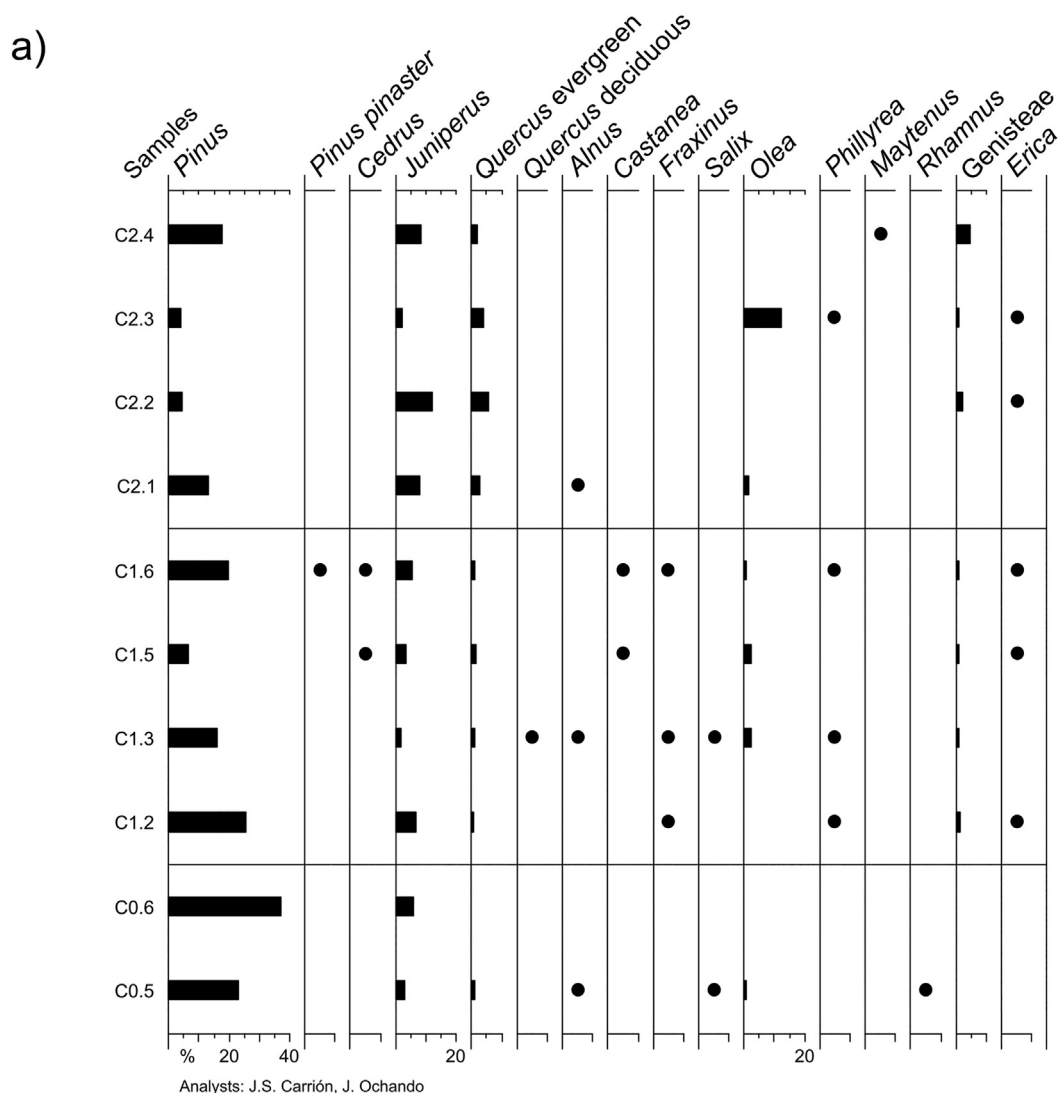 a)
Samples
Pinus
Pinus pinaster
Cedrus
Juniperus
Quercus evergreen
Quercus deciduous
Alnus
Castanea
Fraxinus
Salix
Olea
Phillyrea
Maytenus
Rhamnus
Genisteae
Erica
C2.4
C2.3
C2.2
C2.1
C1.6
C1.5
C1.3
C1.2
C0.6
C0.5
% 20 40 20 20
Analysts: J.S. Carrión, J. Ochando